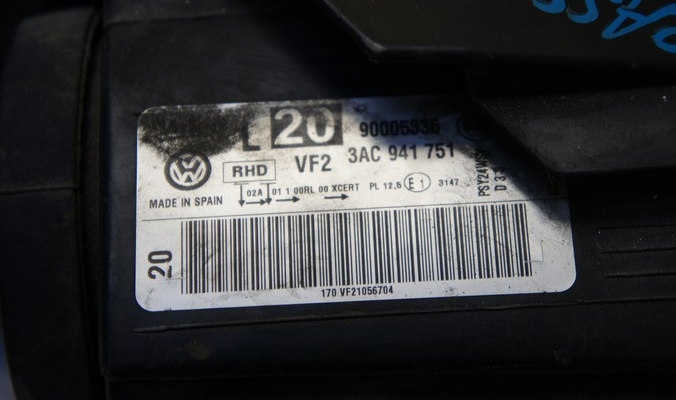 L 20 90005336
RHD VF2 3AC 941 751
MADE IN SPAIN
02A 01 1 00RL 00 XCERT PL 12,5 E1 3147
20
170 VF21056704